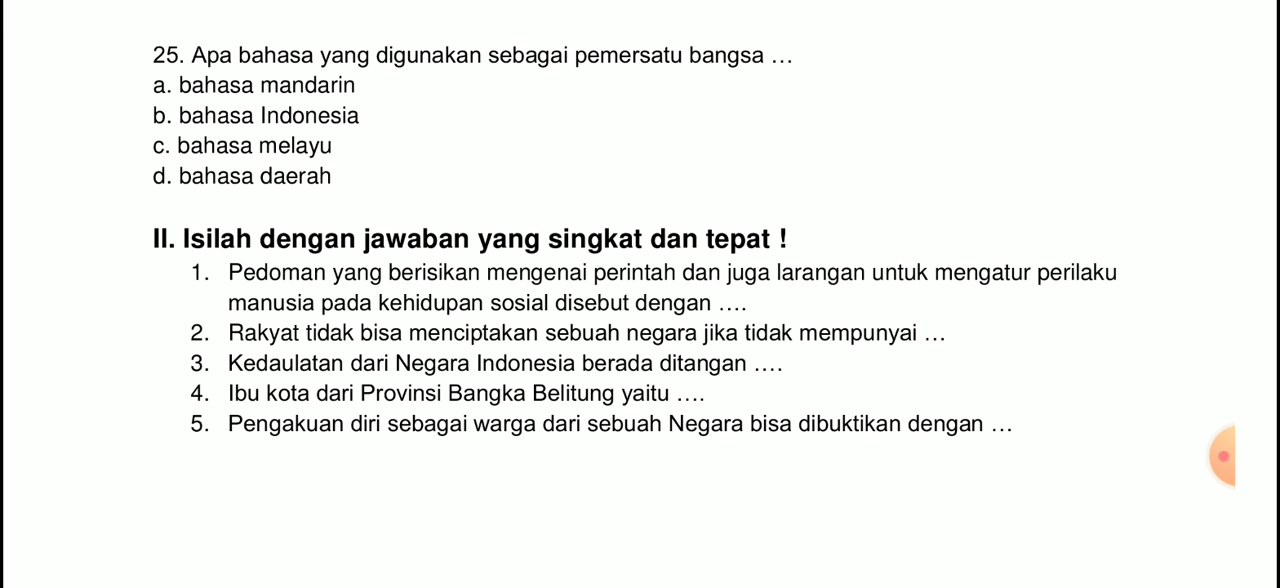 25. Apa bahasa yang digunakan sebagai pemersatu bangsa …
a. bahasa mandarin
b. bahasa Indonesia
c. bahasa melayu
d. bahasa daerah
II. Isilah dengan jawaban yang singkat dan tepat !
1. Pedoman yang berisikan mengenai perintah dan juga larangan untuk mengatur perilaku
manusia pada kehidupan sosial disebut dengan ….
2. Rakyat tidak bisa menciptakan sebuah negara jika tidak mempunyai …
3. Kedaulatan dari Negara Indonesia berada ditangan ….
4. Ibu kota dari Provinsi Bangka Belitung yaitu ….
5. Pengakuan diri sebagai warga dari sebuah Negara bisa dibuktikan dengan …